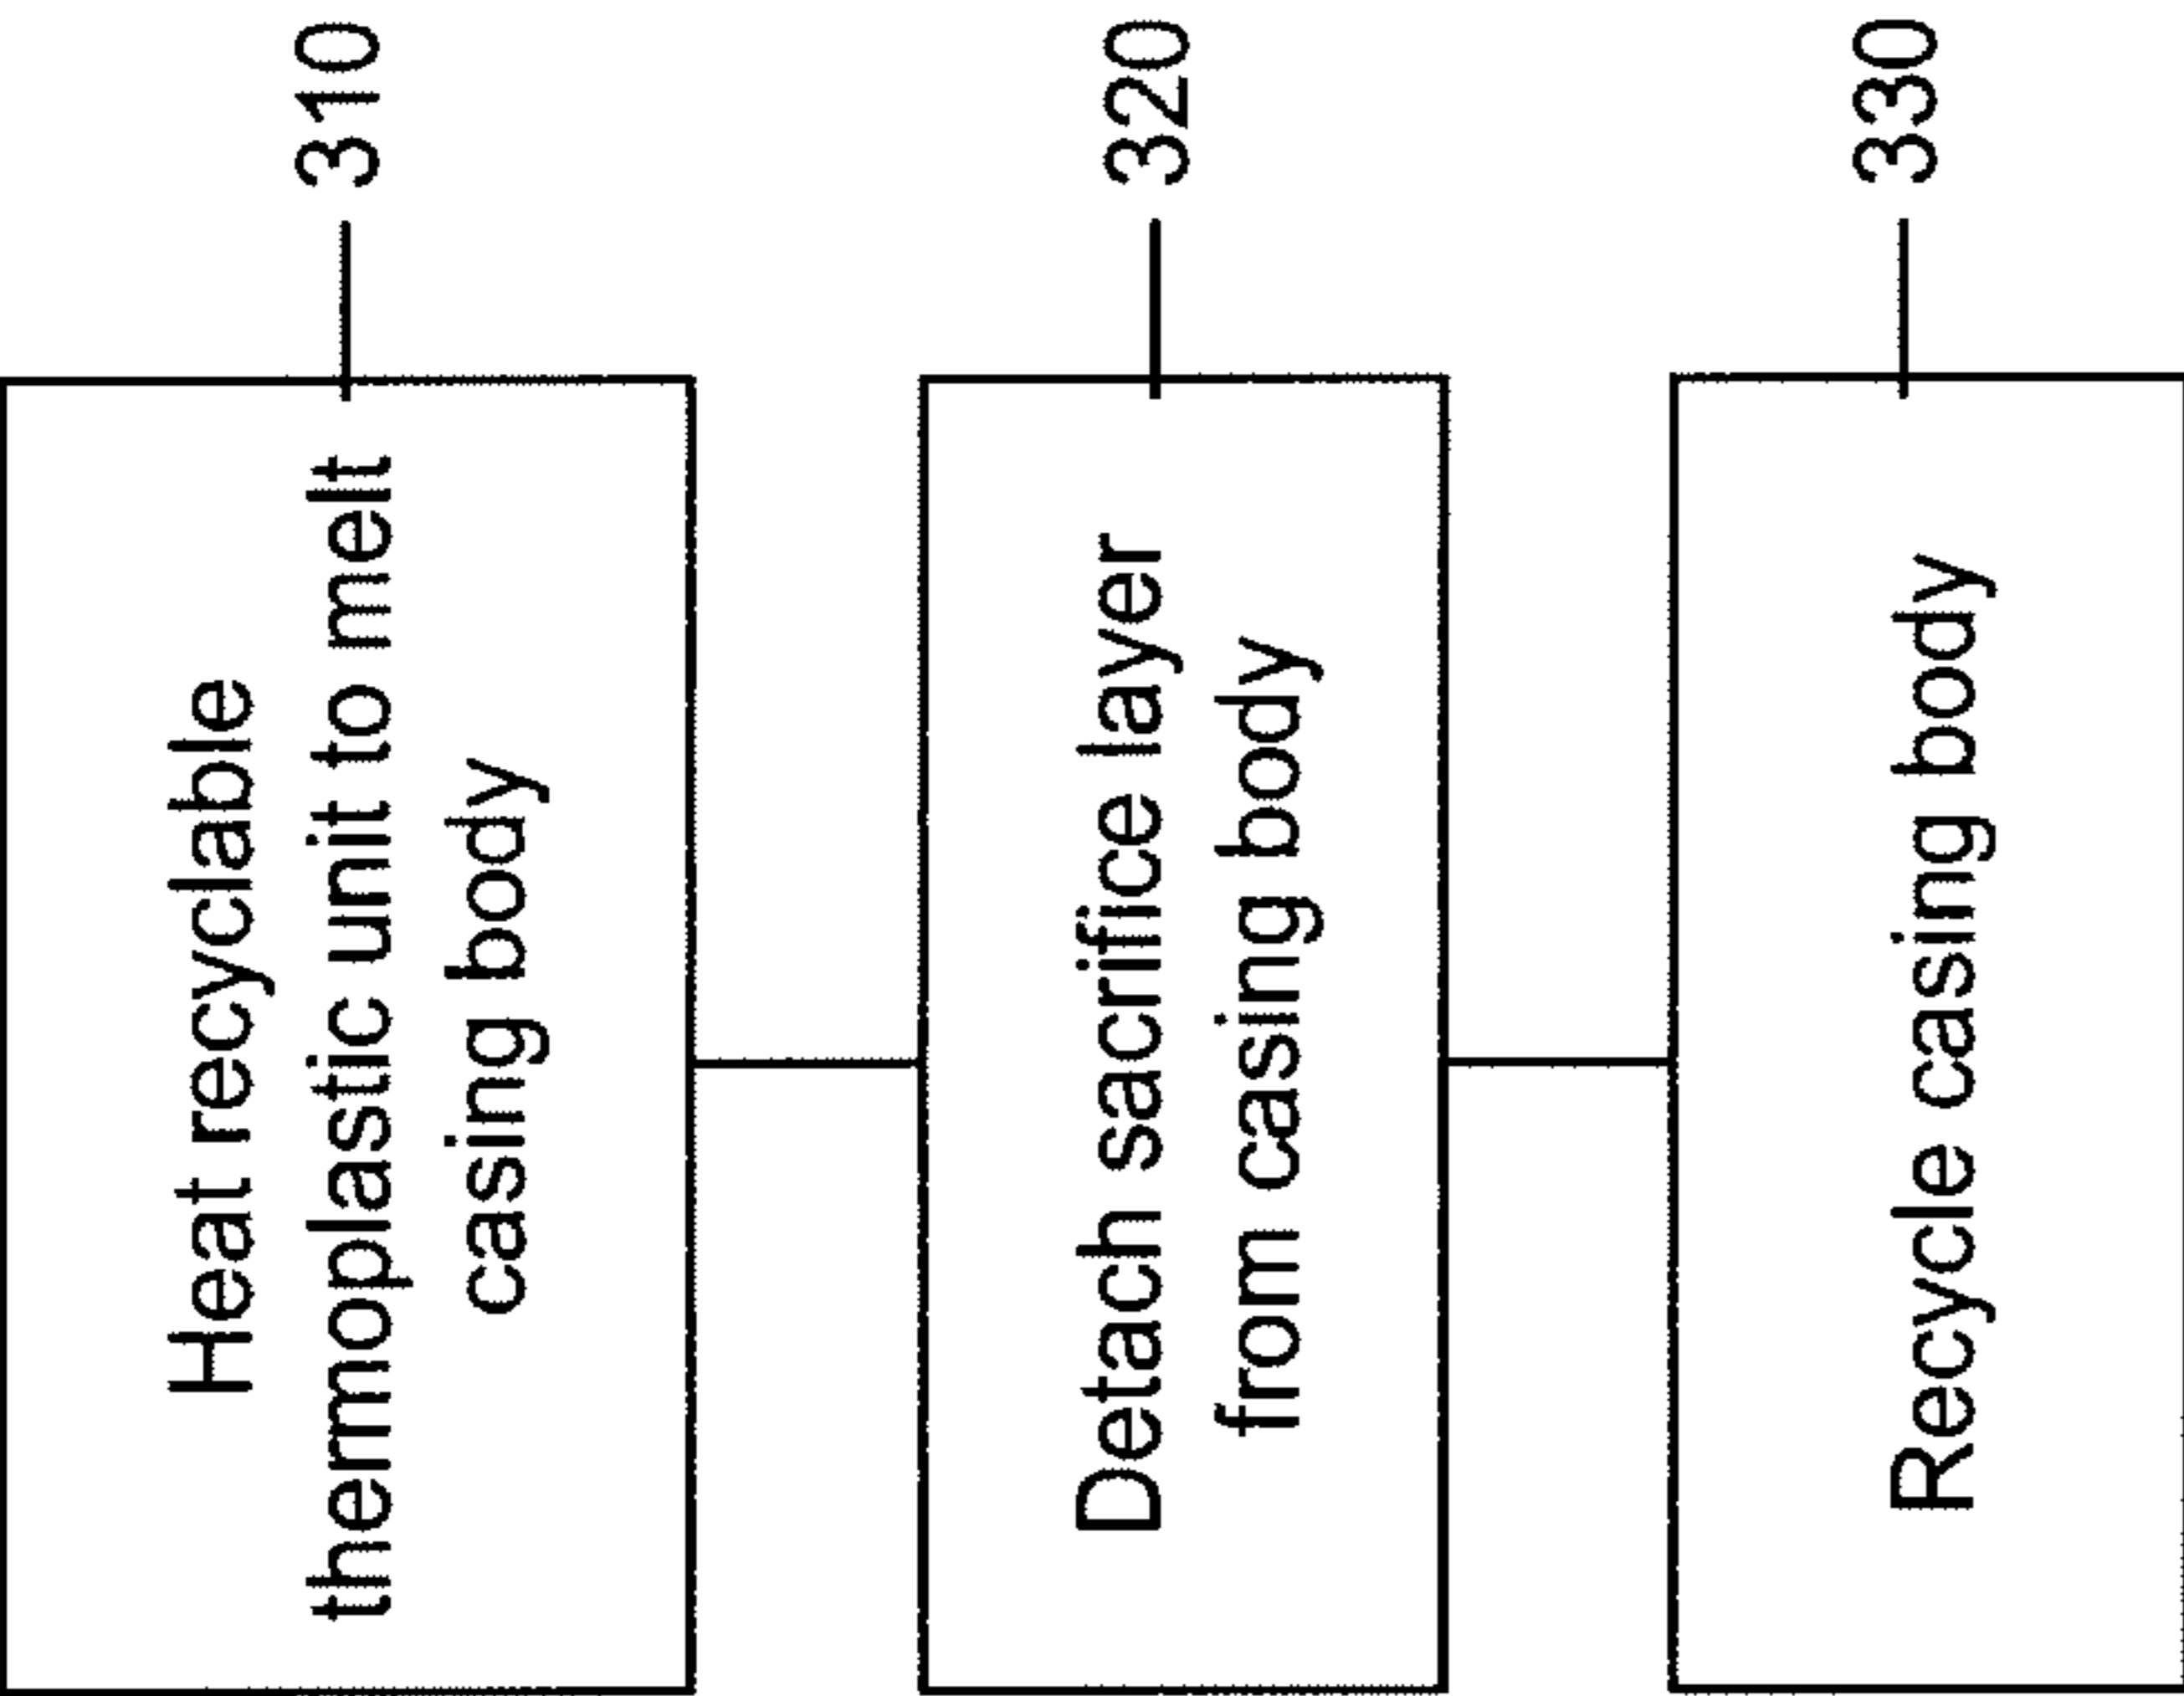 Heat recyclable
thermoplastic unit to melt
casing body
310
Detach sacrifice layer
from casing body
320
Recycle casing body
330